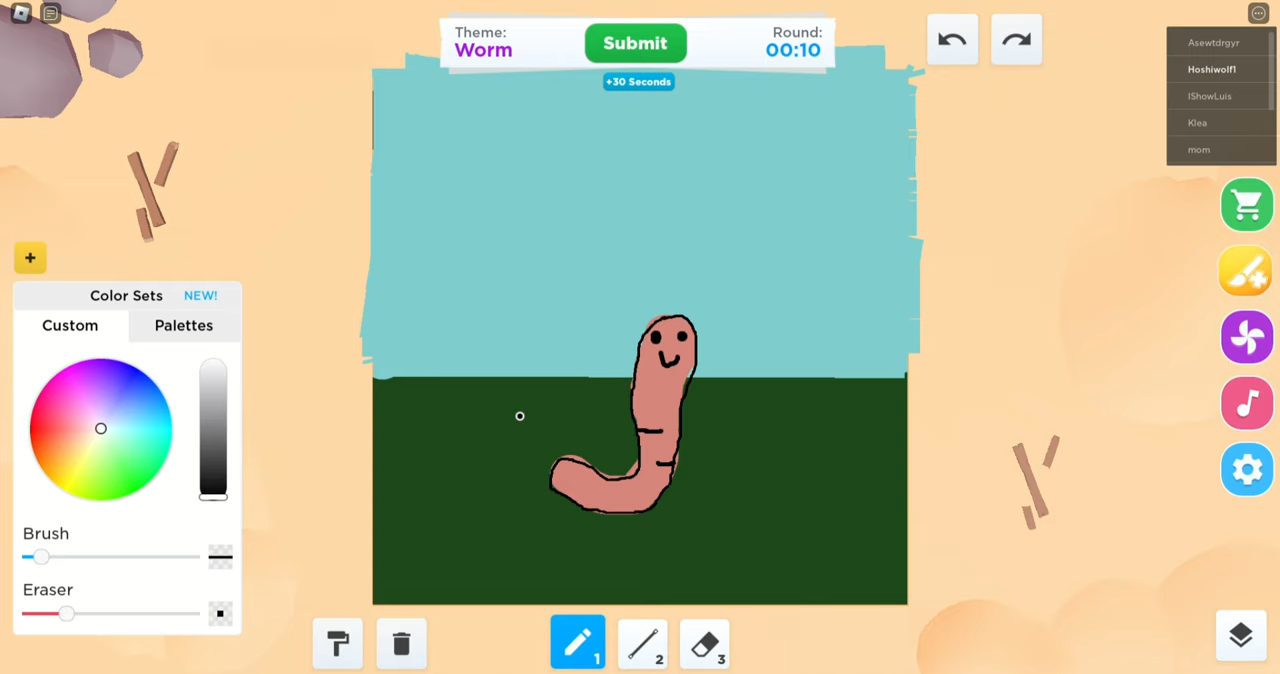 Theme:
Worm
Submit
Round:
00:10
+30 Seconds
Asewtdrgyr
Hoshiwolf1
IShowLuis
Klea
mom
+
Color Sets NEW!
Custom Palettes
Brush
Eraser
1
2
3